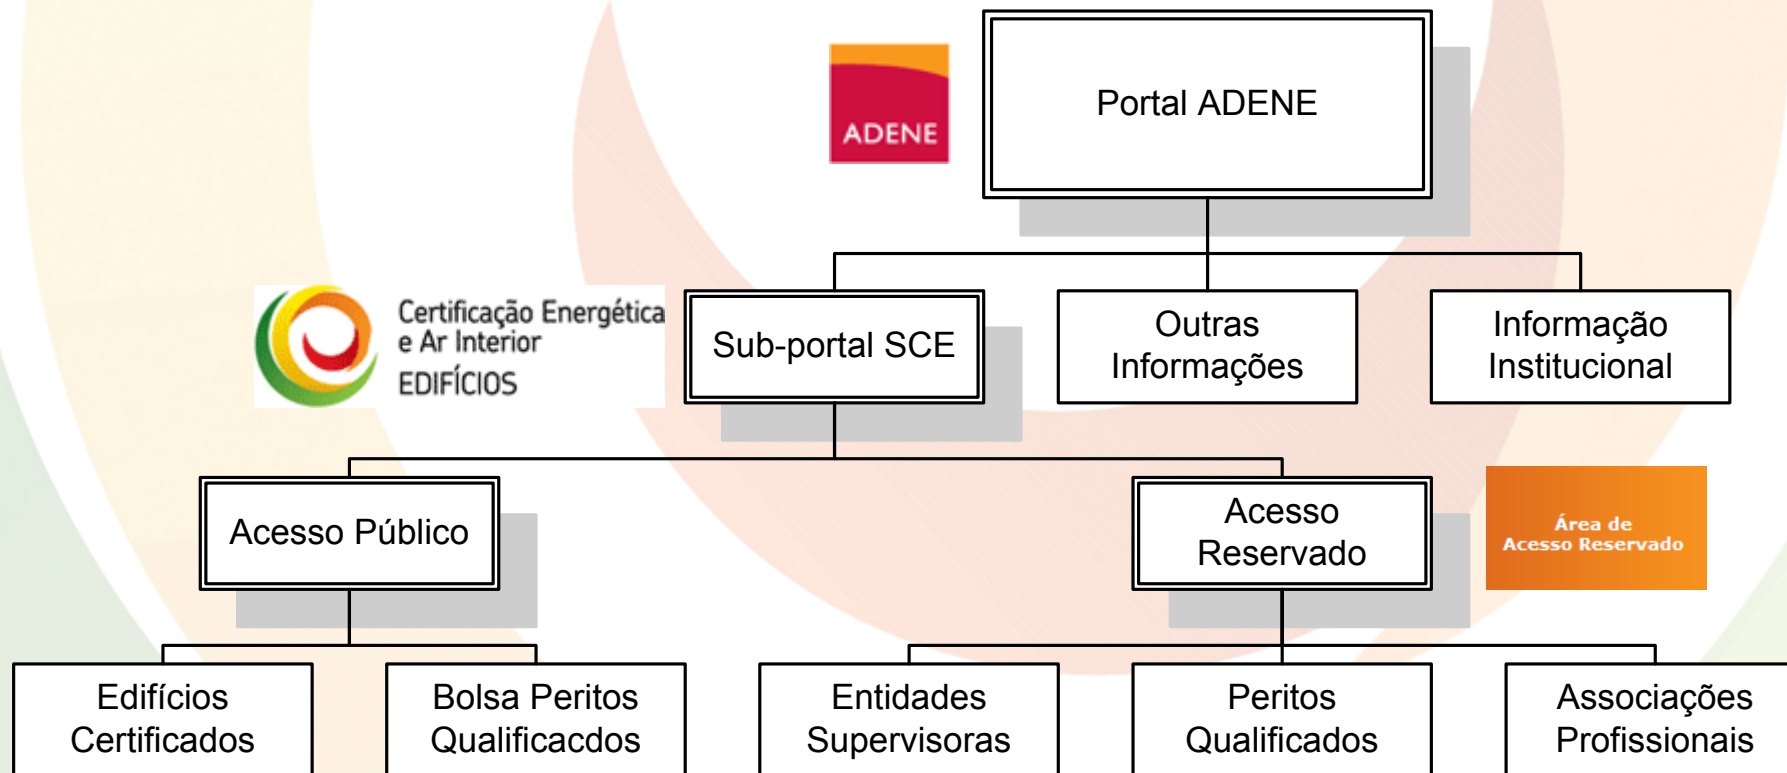 Portal ADENE
ADENE
Certificação Energética
e Ar Interior
EDIFÍCIOS
Sub-portal SCE
Outras
Informações
Informação
Institucional
Acesso Público
Acesso
Reservado
Área de
Acesso Reservado
Edifícios
Certificados
Bolsa Peritos
Qualificacdos
Entidades
Supervisoras
Peritos
Qualificados
Associações
Profissionais